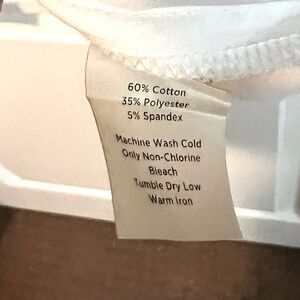 60% Cotton
35% Polyester
5% Spandex
Machine Wash Cold
Only Non-Chlorine
Bleach
Tumble Dry Low
Warm Iron